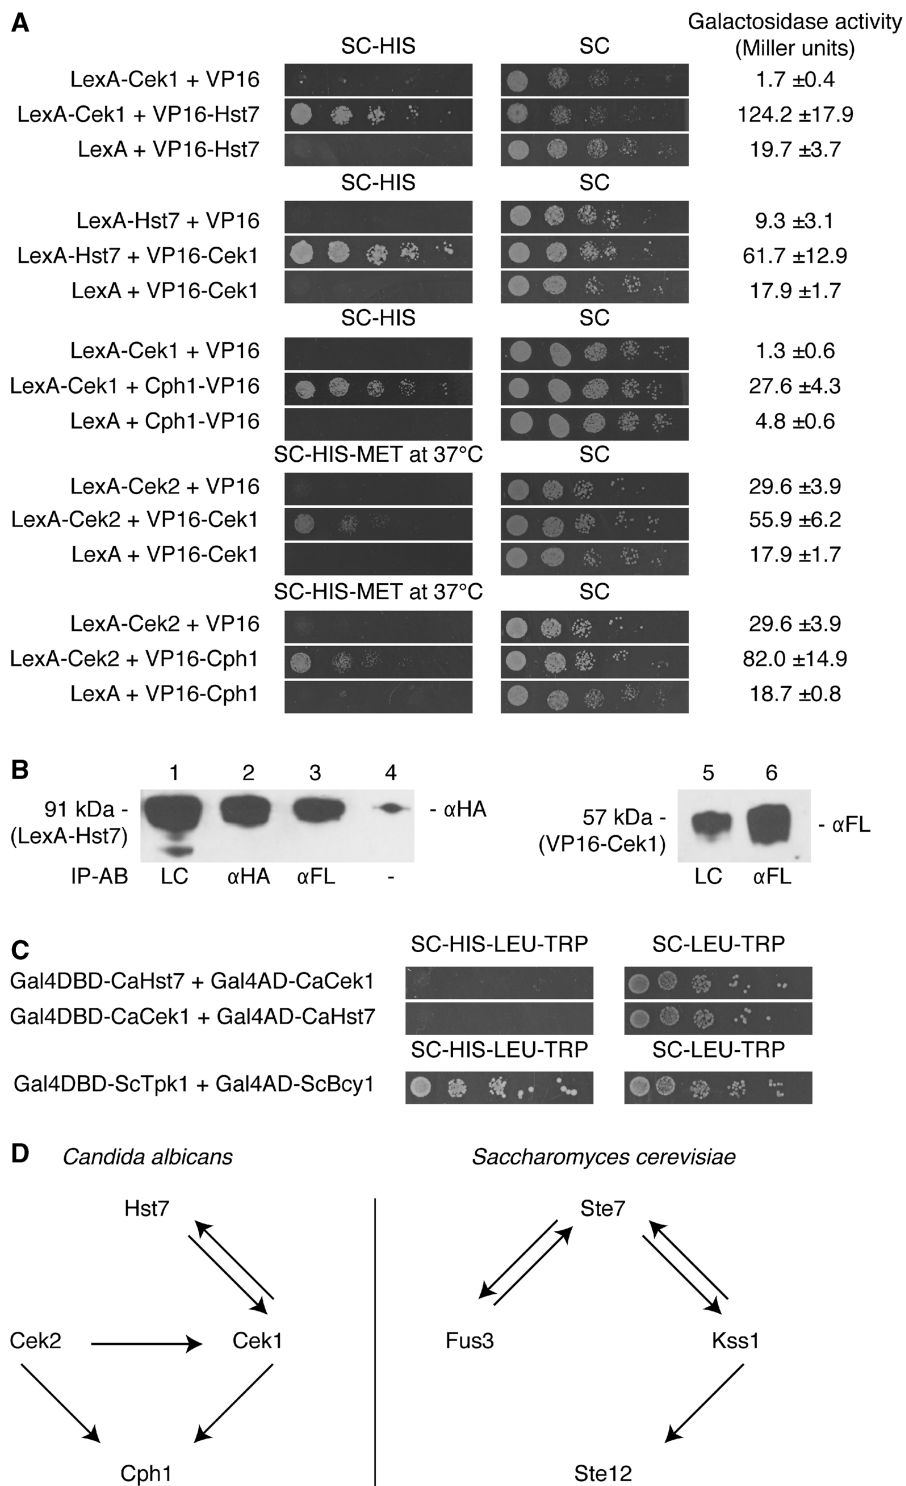 A
Galactosidase activity
(Miller units)
SC-HIS SC
LexA-Cek1 + VP16 1.7 ±0.4
LexA-Cek1 + VP16-Hst7 124.2 ±17.9
LexA + VP16-Hst7 19.7 ±3.7
SC-HIS SC
LexA-Hst7 + VP16 9.3 ±3.1
LexA-Hst7 + VP16-Cek1 61.7 ±12.9
LexA + VP16-Cek1 17.9 ±1.7
SC-HIS SC
LexA-Cek1 + VP16 1.3 ±0.6
LexA-Cek1 + Cph1-VP16 27.6 ±4.3
LexA + Cph1-VP16 4.8 ±0.6
SC-HIS-MET at 37°C SC
LexA-Cek2 + VP16 29.6 ±3.9
LexA-Cek2 + VP16-Cek1 55.9 ±6.2
LexA + VP16-Cek1 17.9 ±1.7
SC-HIS-MET at 37°C SC
LexA-Cek2 + VP16 29.6 ±3.9
LexA-Cek2 + VP16-Cph1 82.0 ±14.9
LexA + VP16-Cph1 18.7 ±0.8
B
1 2 3 4 5 6
91 kDa - - αHA 57 kDa - - αFL
(LexA-Hst7) (VP16-Cek1)
IP-AB LC αHA αFL - LC αFL
C
SC-HIS-LEU-TRP SC-LEU-TRP
Gal4DBD-CaHst7 + Gal4AD-CaCek1
Gal4DBD-CaCek1 + Gal4AD-CaHst7
SC-HIS-LEU-TRP SC-LEU-TRP
Gal4DBD-ScTpk1 + Gal4AD-ScBcy1
D
Candida albicans Saccharomyces cerevisiae
Hst7 Ste7
Cek2 Cek1 Fus3 Kss1
Cph1 Ste12